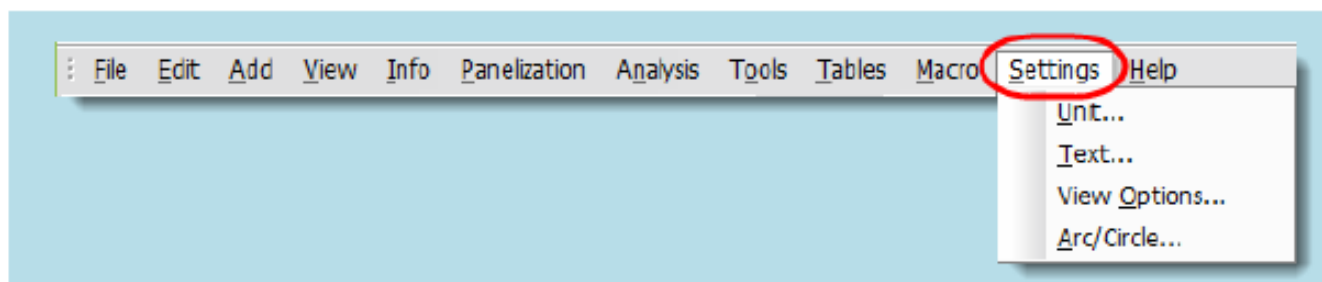 File Edit Add View Info Panelization Analysis Tools Tables Macro Settings Help
Unit...
Text...
View Options...
Arc/Circle...